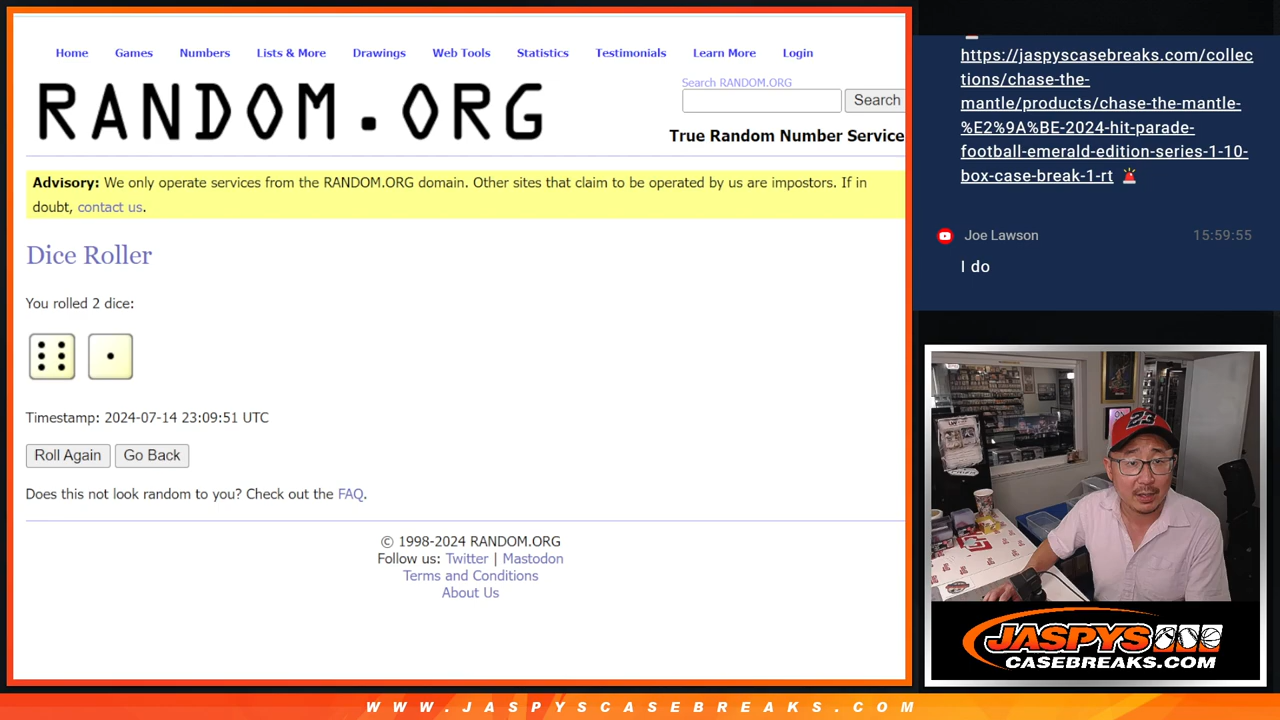 Home Games Numbers Lists & More Drawings Web Tools Statistics Testimonials Learn More Login
RANDOM.ORG
Search RANDOM.ORG
Search
True Random Number Service
Advisory: We only operate services from the RANDOM.ORG domain. Other sites that claim to be operated by us are impostors. If in
doubt, contact us.
Dice Roller
You rolled 2 dice:
Timestamp: 2024-07-14 23:09:51 UTC
Roll Again Go Back
Does this not look random to you? Check out the FAQ.
© 1998-2024 RANDOM.ORG
Follow us: Twitter | Mastodon
Terms and Conditions
About Us
https://jaspyscasebreaks.com/collec
tions/chase-the-
mantle/products/chase-the-mantle-
%E2%9A%BE-2024-hit-parade-
football-emerald-edition-series-1-10-
box-case-break-1-rt
Joe Lawson 15:59:55
I do
23
JASPYS
CASEBREAKS.COM
WWW.JASPYSCASEBREAKS.COM